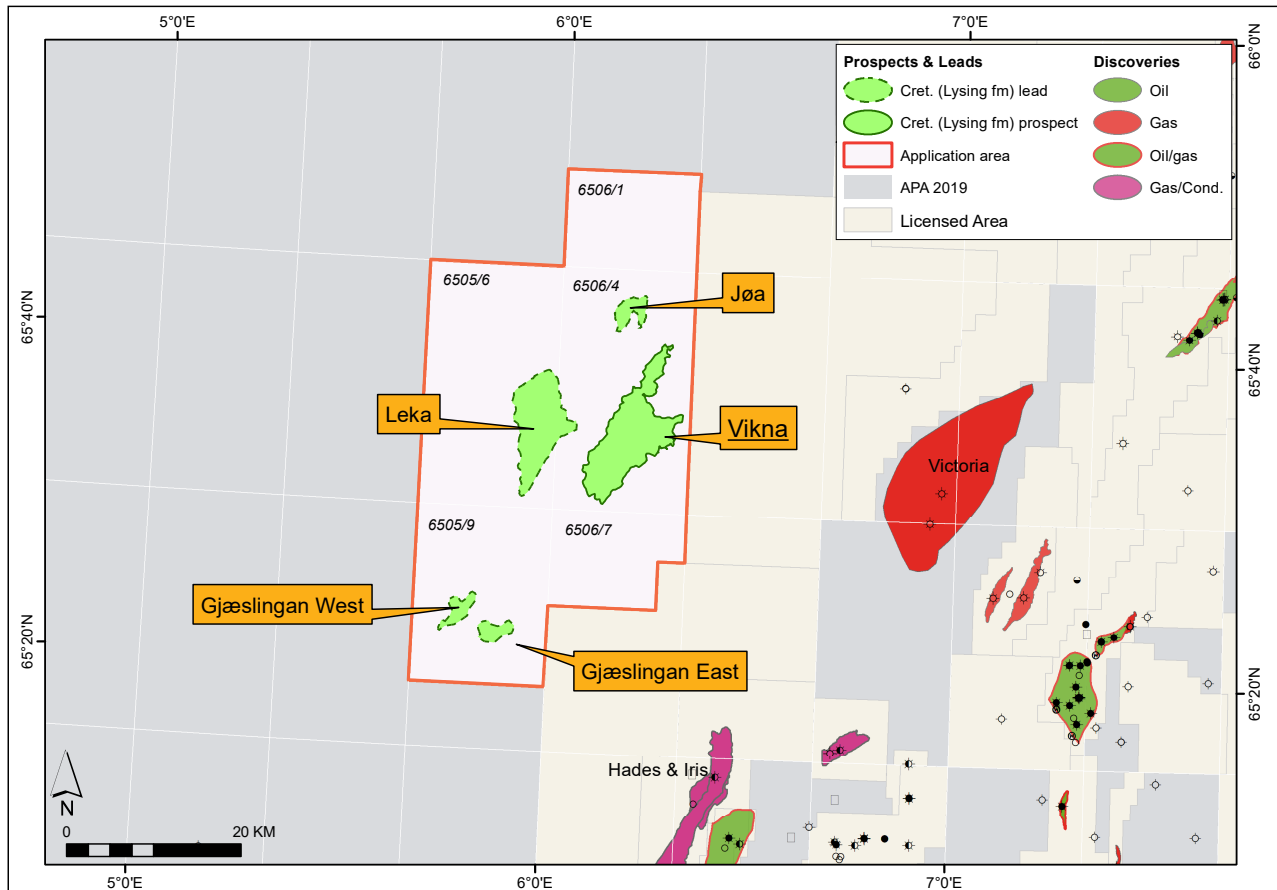 5°0'E
6°0'E
7°0'E
66°0'N
Prospects & Leads
Cret. (Lysing fm) lead
Cret. (Lysing fm) prospect
Application area
APA 2019
Licensed Area
Discoveries
Oil
Gas
Oil/gas
Gas/Cond.
6506/1
6505/6
6506/4
Jøa
65°40'N
65°40'N
Leka
Vikna
Victoria
6505/9
6506/7
Gjæslingan West
Gjæslingan East
65°20'N
65°20'N
Hades & Iris
N
0
20 KM
5°0'E
6°0'E
7°0'E